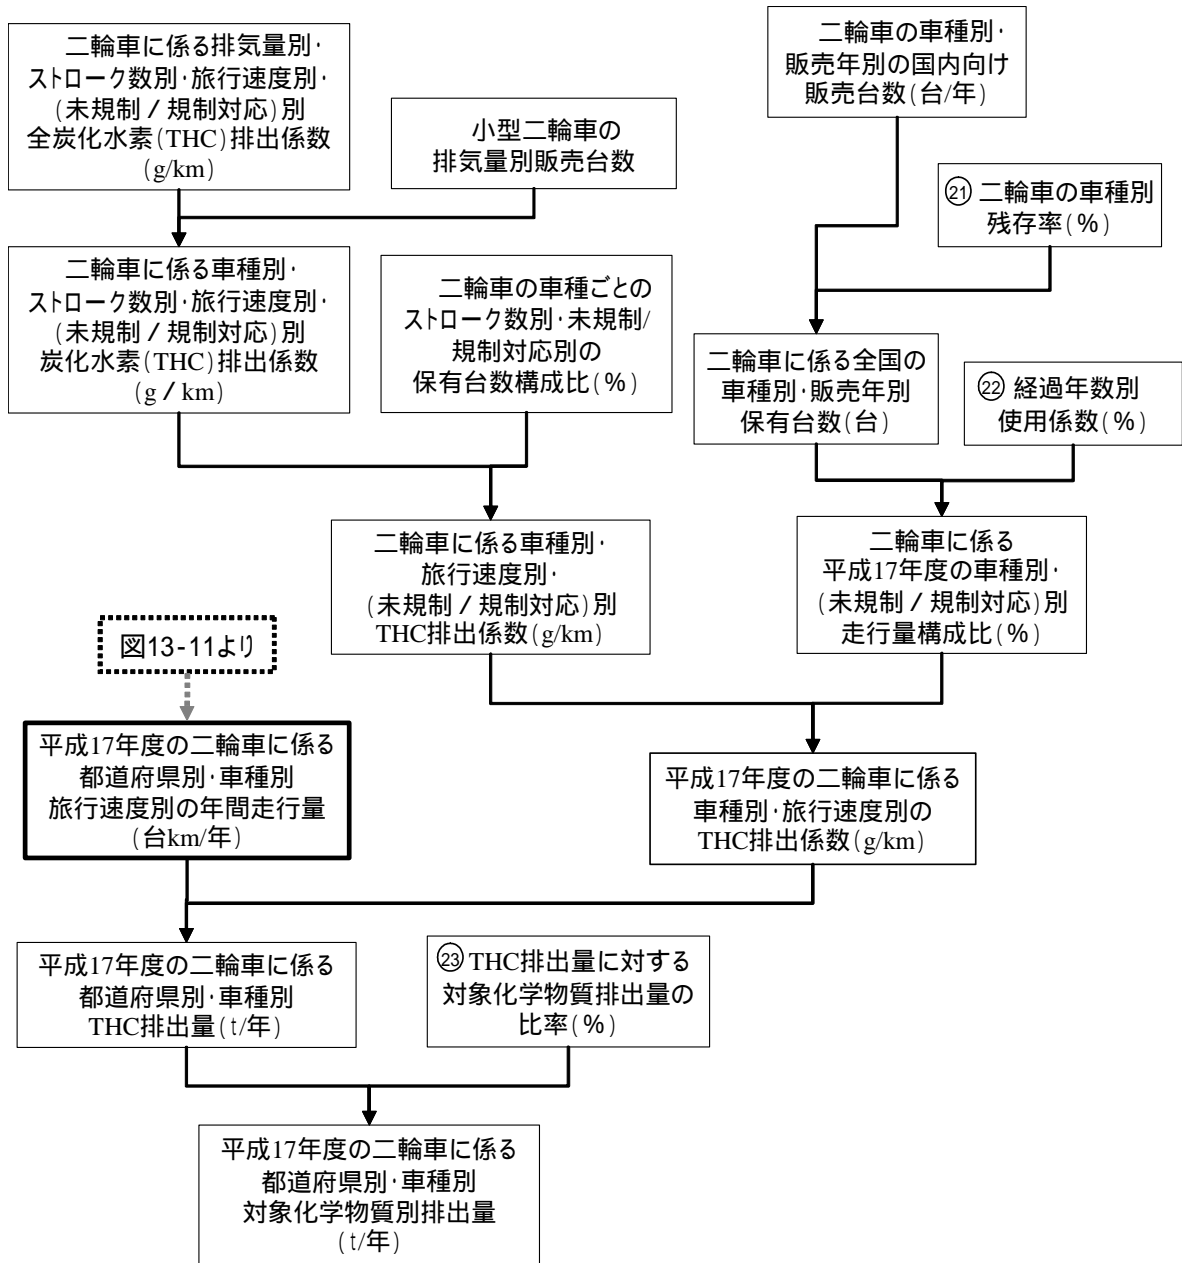 二輪車に係る排気量別・
ストローク数別・旅行速度別・
(未規制／規制対応)別
全炭化水素(THC)排出係数
(g/km)
小型二輪車の
排気量別販売台数
二輪車の車種別・
販売年別の国内向け
販売台数(台/年)
㉑ 二輪車の車種別
残存率(％)
二輪車に係る車種別・
ストローク数別・旅行速度別・
(未規制／規制対応)別
炭化水素(THC)排出係数
(g／km)
二輪車の車種ごとの
ストローク数別・未規制/
規制対応別の
保有台数構成比(％)
二輪車に係る全国の
車種別・販売年別
保有台数(台)
㉒ 経過年数別
使用係数(％)
二輪車に係る車種別・
旅行速度別・
(未規制／規制対応)別
THC排出係数(g/km)
二輪車に係る
平成17年度の車種別・
(未規制／規制対応)別
走行量構成比(％)
図13-11より
平成17年度の二輪車に係る
都道府県別・車種別
旅行速度別の年間走行量
(台km/年)
平成17年度の二輪車に係る
車種別・旅行速度別の
THC排出係数(g/km)
平成17年度の二輪車に係る
都道府県別・車種別
THC排出量(t/年)
㉓ THC排出量に対する
対象化学物質排出量の
比率(％)
平成17年度の二輪車に係る
都道府県別・車種別
対象化学物質別排出量
(t/年)